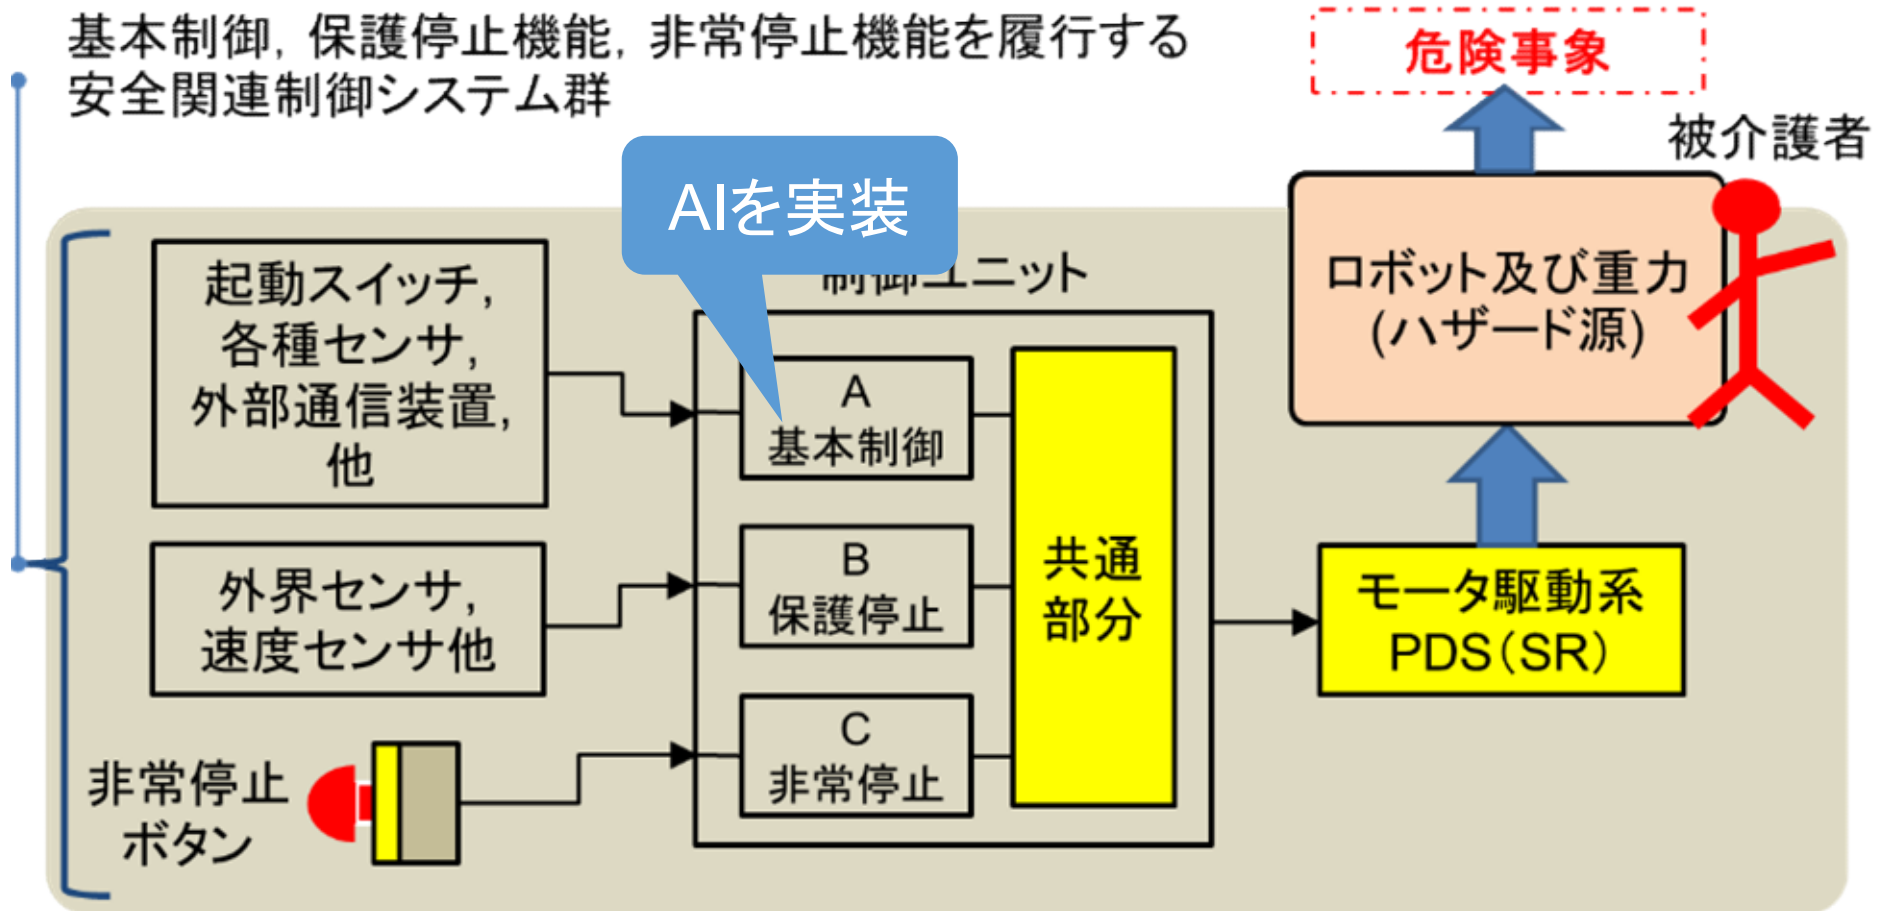 基本制御, 保護停止機能, 非常停止機能を履行する
安全関連制御システム群
危険事象
被介護者
AIを実装
起動スイッチ,
各種センサ,
外部通信装置,
他
制御ユニット
A
基本制御
共通
部分
B
保護停止
C
非常停止
外界センサ,
速度センサ他
非常停止
ボタン
ロボット及び重力
(ハザード源)
モータ駆動系
PDS(SR)